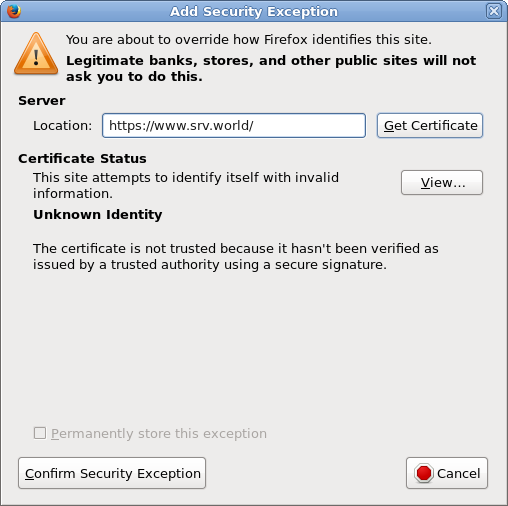 Add Security Exception
You are about to override how Firefox identifies this site.
Legitimate banks, stores, and other public sites will not
ask you to do this.
Server
Location: https://www.srv.world/ Get Certificate
Certificate Status
This site attempts to identify itself with invalid
information.
View...
Unknown Identity
The certificate is not trusted because it hasn't been verified as
issued by a trusted authority using a secure signature.
Permanently store this exception
Confirm Security Exception Cancel